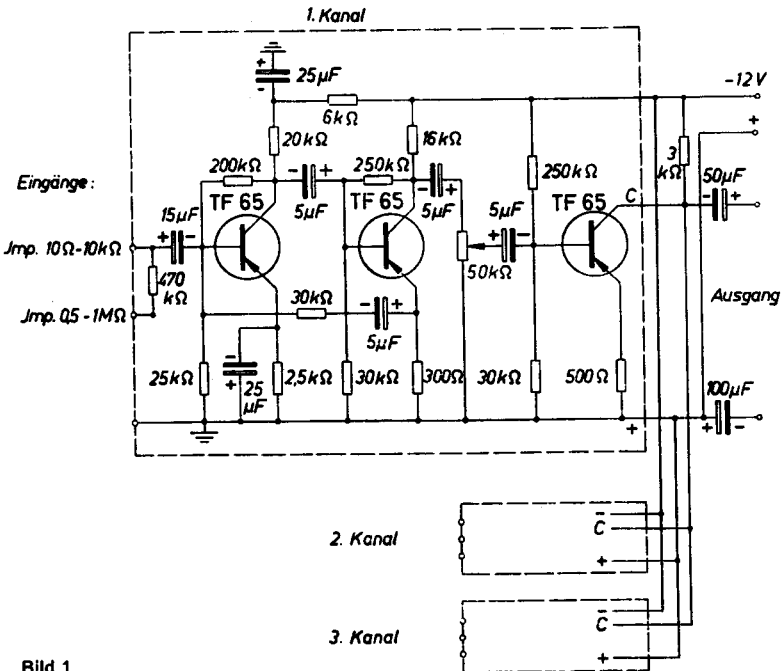 1. Kanal
25µF
-12V
6kΩ
+
20kΩ
16kΩ
3
kΩ
Eingänge:
200kΩ
250kΩ
250kΩ
50µF
TF 65
TF 65
TF 65
C
15µF
5µF
5µF
5µF
Jmp. 10Ω-10kΩ
470
kΩ
50kΩ
Jmp. 0,5 - 1MΩ
30kΩ
Ausgang
5µF
25kΩ
25
µF
2,5kΩ
30kΩ
300Ω
30kΩ
500Ω
100µF
+
2. Kanal
C
+
3. Kanal
C
+
Bild 1